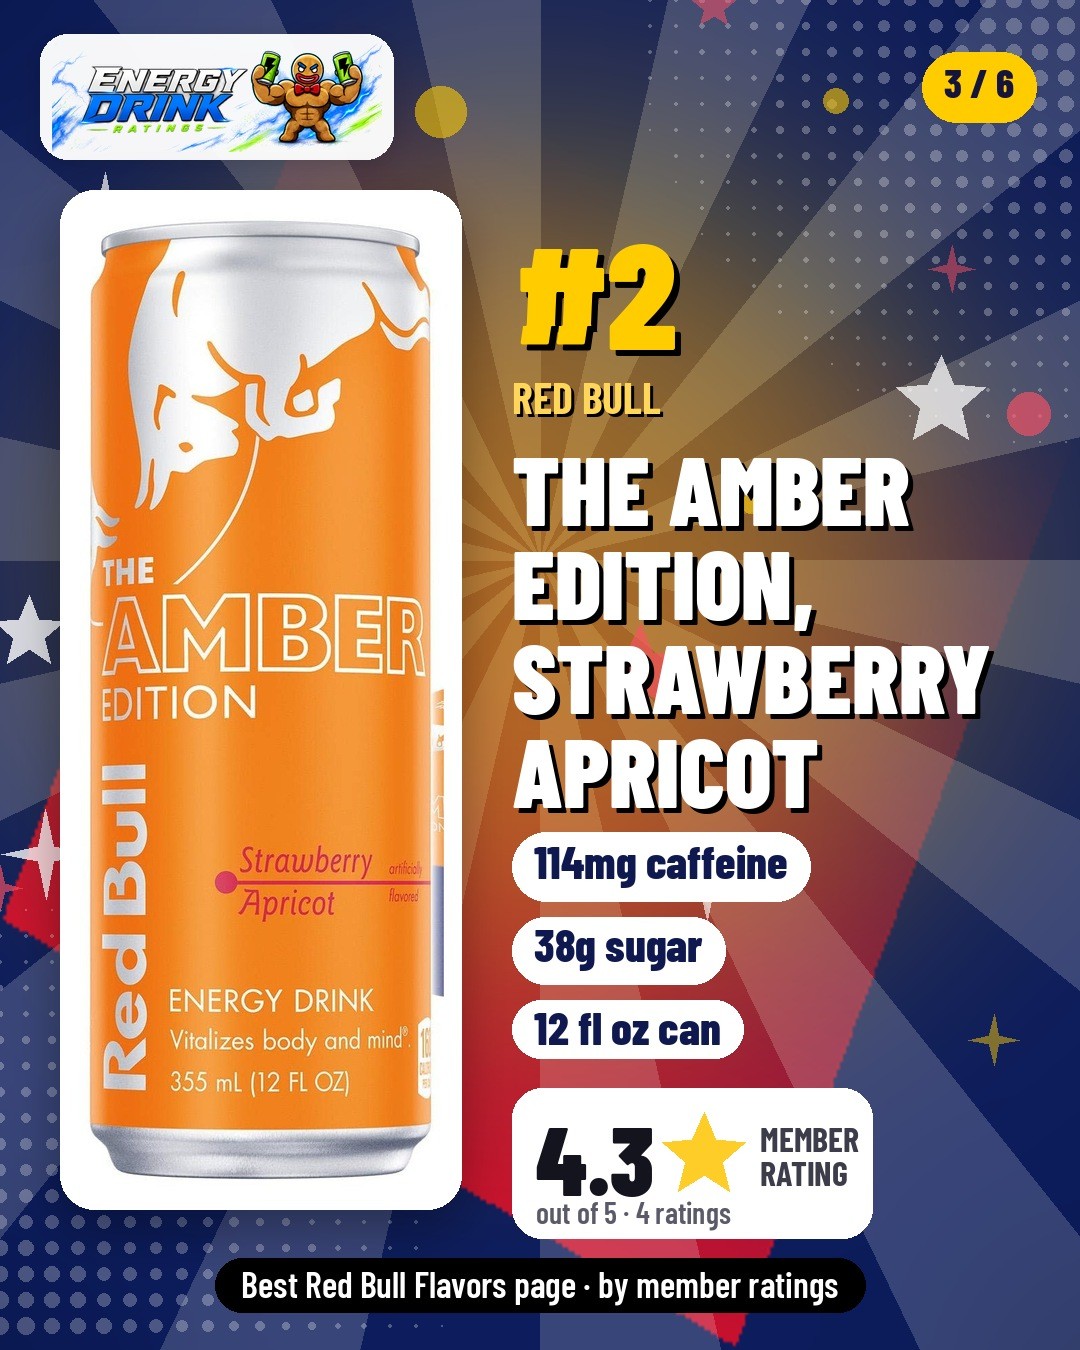 ENERGY
DRINK
RATINGS
3 / 6
#2
RED BULL
THE AMBER
EDITION,
STRAWBERRY
APRICOT
114mg caffeine
38g sugar
12 fl oz can
4.3
MEMBER
RATING
out of 5 · 4 ratings
Best Red Bull Flavors page · by member ratings
THE
AMBER
EDITION
Red Bull
Strawberry
Apricot
artificially
flavored
ENERGY DRINK
Vitalizes body and mind®.
355 mL (12 FL OZ)